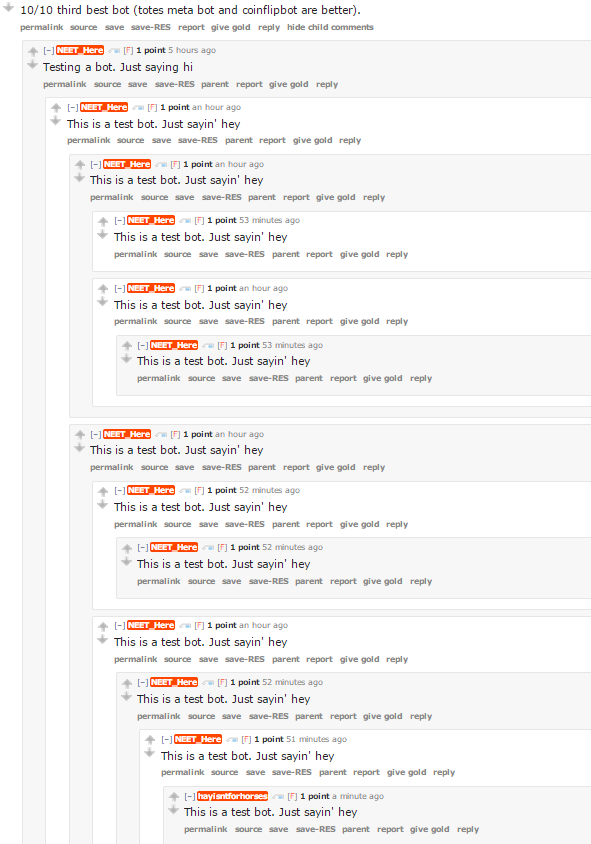 10/10 third best bot (totes meta bot and coinflipbot are better).
permalink source save save-RES report give gold reply hide child comments
[–] NEET_Here [F] 1 point 5 hours ago
Testing a bot. Just saying hi
permalink source save save-RES parent report give gold reply
[–] NEET_Here [F] 1 point an hour ago
This is a test bot. Just sayin' hey
permalink source save save-RES parent report give gold reply
[–] NEET_Here [F] 1 point an hour ago
This is a test bot. Just sayin' hey
permalink source save save-RES parent report give gold reply
[–] NEET_Here [F] 1 point 53 minutes ago
This is a test bot. Just sayin' hey
permalink source save save-RES parent report give gold reply
[–] NEET_Here [F] 1 point an hour ago
This is a test bot. Just sayin' hey
permalink source save save-RES parent report give gold reply
[–] NEET_Here [F] 1 point 53 minutes ago
This is a test bot. Just sayin' hey
permalink source save save-RES parent report give gold reply
[–] NEET_Here [F] 1 point an hour ago
This is a test bot. Just sayin' hey
permalink source save save-RES parent report give gold reply
[–] NEET_Here [F] 1 point 52 minutes ago
This is a test bot. Just sayin' hey
permalink source save save-RES parent report give gold reply
[–] NEET_Here [F] 1 point 52 minutes ago
This is a test bot. Just sayin' hey
permalink source save save-RES parent report give gold reply
[–] NEET_Here [F] 1 point an hour ago
This is a test bot. Just sayin' hey
permalink source save save-RES parent report give gold reply
[–] NEET_Here [F] 1 point 52 minutes ago
This is a test bot. Just sayin' hey
permalink source save save-RES parent report give gold reply
[–] NEET_Here [F] 1 point 51 minutes ago
This is a test bot. Just sayin' hey
permalink source save save-RES parent report give gold reply
[–] hayisntforhorses [F] 1 point a minute ago
This is a test bot. Just sayin' hey
permalink source save save-RES parent report give gold reply